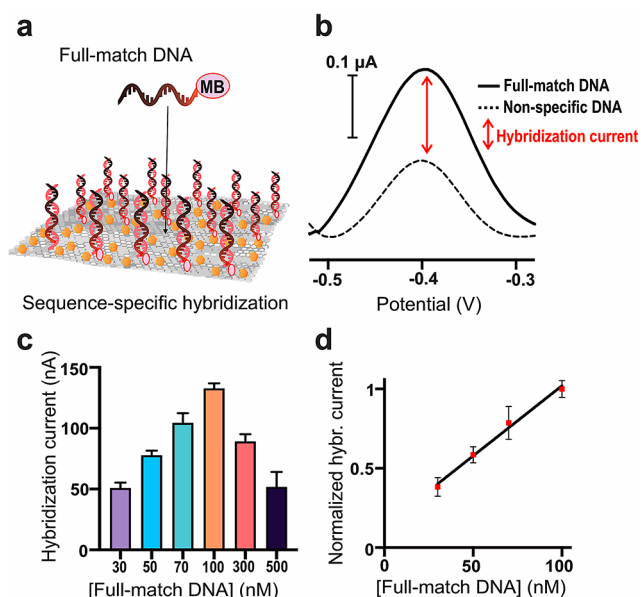 a
Full-match DNA
MB
Sequence-specific hybridization
b
0.1 µA
Full-match DNA
Non-specific DNA
Hybridization current
-0.5
-0.4
-0.3
Potential (V)
c
Hybridization current (nA)
150
100
50
0
30 50 70 100 300 500
[Full-match DNA] (nM)
d
Normalized hybr. current
1
0.5
0
0 50 100
[Full-match DNA] (nM)